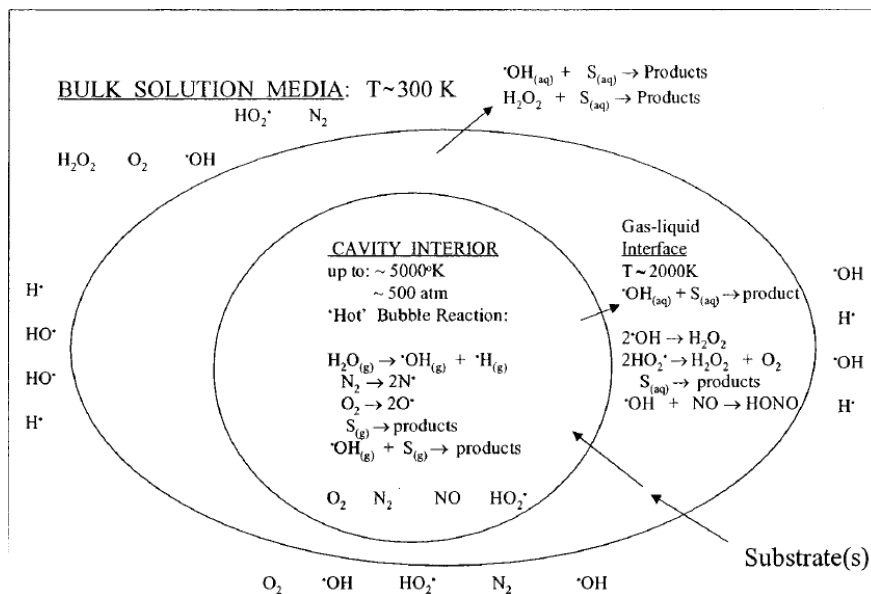 BULK SOLUTION MEDIA: T~300 K
HO₂• N₂
H₂O₂ O₂ •OH
•OH(aq) + S(aq) → Products
H₂O₂ + S(aq) → Products
CAVITY INTERIOR
up to: ~ 5000°K
~ 500 atm
'Hot' Bubble Reaction:
H₂O(g) → •OH(g) + •H(g)
N₂ → 2N•
O₂ → 2O•
S(g) → products
•OH(g) + S(g) → products
O₂ N₂ NO HO₂•
Gas-liquid
Interface
T~2000K
•OH(aq) + S(aq) → product
2•OH → H₂O₂
2HO₂• → H₂O₂ + O₂
S(aq) → products
•OH + NO → HONO
H•
HO•
HO•
H•
•OH
H•
•OH
H•
Substrate(s)
O₂ •OH HO₂• N₂ •OH